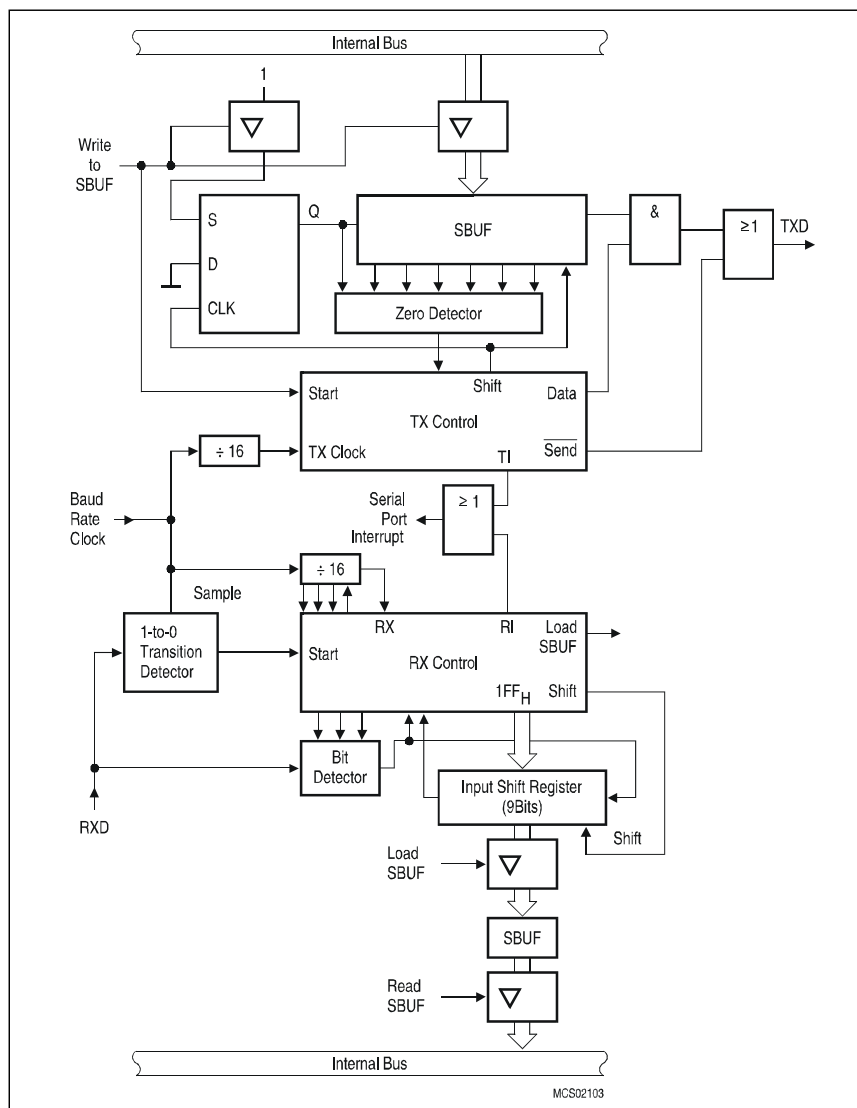 Internal Bus
1
Write
to
SBUF
S
Q
D
CLK
SBUF
&
≥1
TXD
Zero Detector
Shift
Start
Data
TX Control
÷ 16
TX Clock
TI
Send
Baud
Rate
Clock
Serial
Port
Interrupt
≥ 1
÷ 16
Sample
1-to-0
Transition
Detector
Start
RX
RI
Load
SBUF
RX Control
1FFH
Shift
Bit
Detector
Input Shift Register
(9Bits)
RXD
Shift
Load
SBUF
SBUF
Read
SBUF
Internal Bus
MCS02103